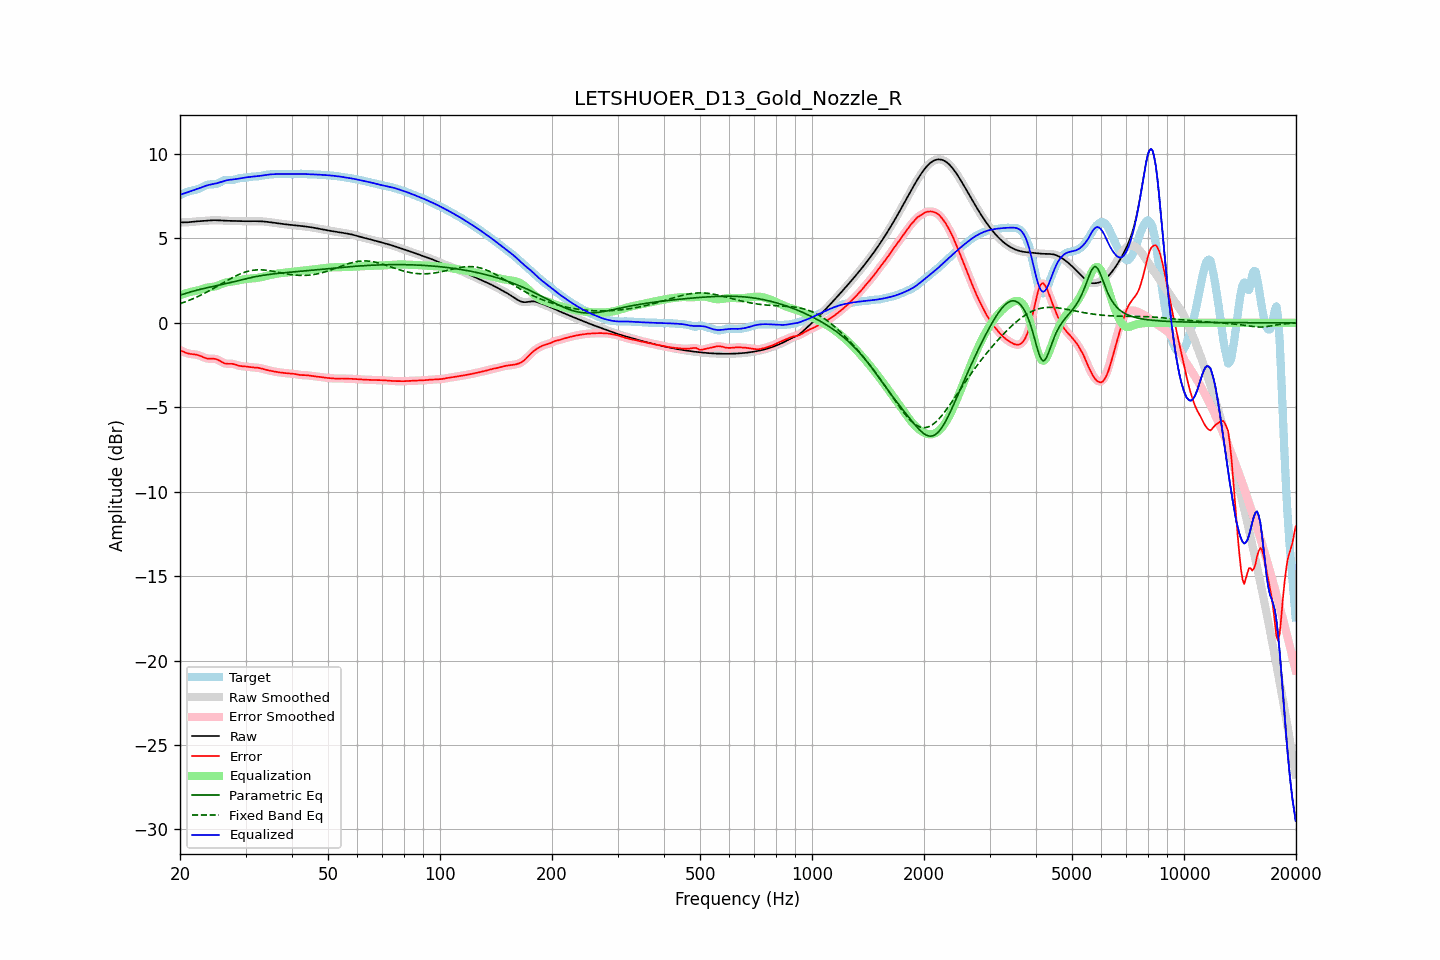 LETSHUOER_D13_Gold_Nozzle_R
Amplitude (dBr)
10
5
0
−5
−10
−15
−20
−25
−30
Target
Raw Smoothed
Error Smoothed
Raw
Error
Equalization
Parametric Eq
Fixed Band Eq
Equalized
20 50 100 200 500 1000 2000 5000 10000 20000
Frequency (Hz)